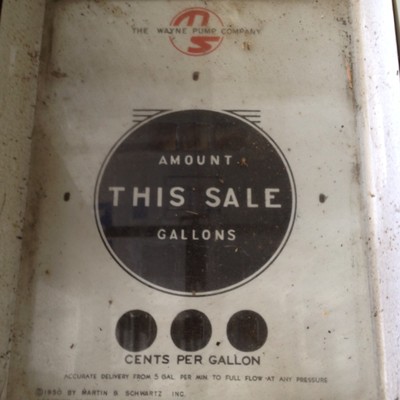 MS
THE WAYNE PUMP COMPANY
AMOUNT
THIS SALE
GALLONS
CENTS PER GALLON
ACCURATE DELIVERY FROM 5 GAL. PER MIN. TO FULL FLOW AT ANY PRESSURE
©1950 BY MARTIN B SCHWARTZ INC.